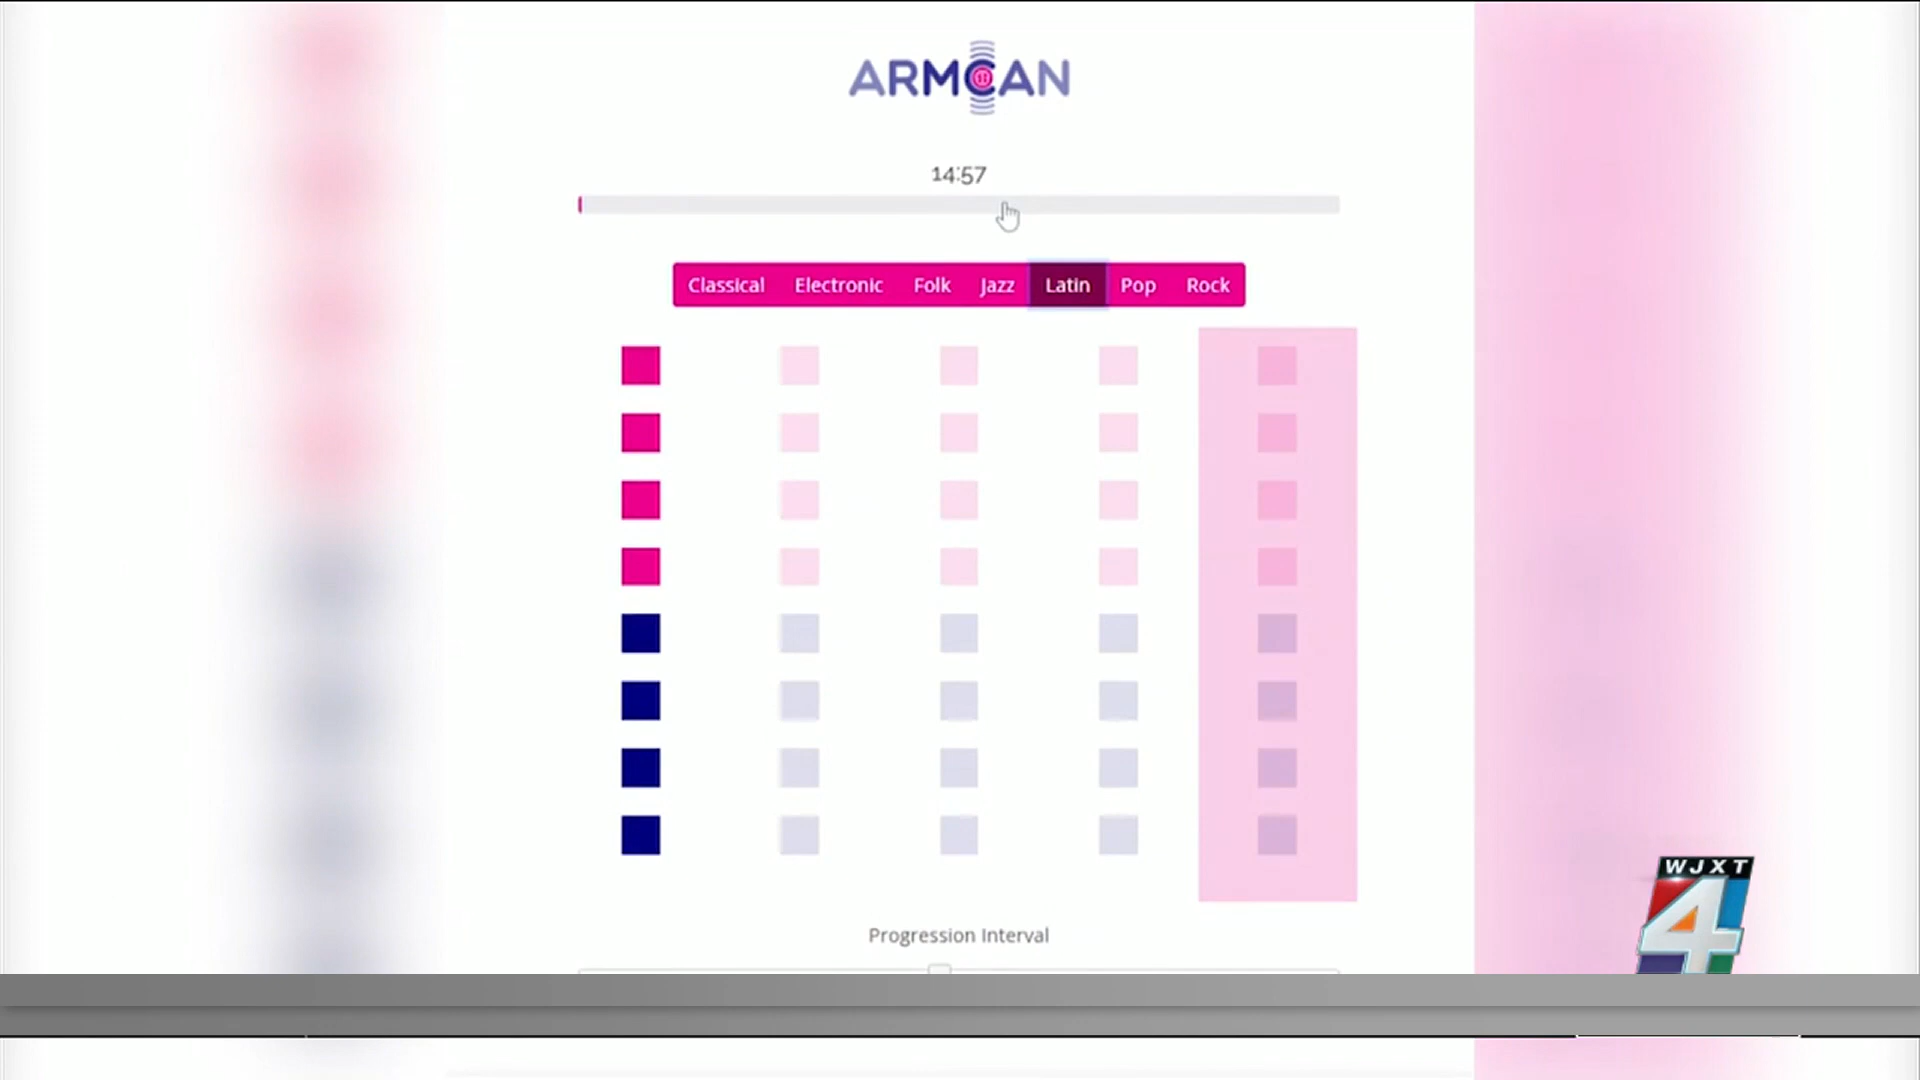 ARMCAN
14:57
Classical Electronic Folk Jazz Latin Pop Rock
Progression Interval
WJXT
4